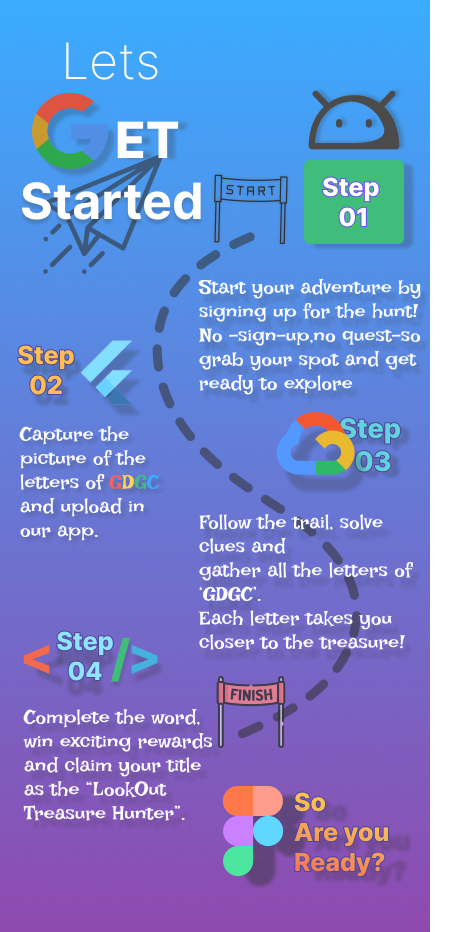 Lets
GET
Started
START
Step
01
Start your adventure by
signing up for the hunt!
No -sign-up,no quest-so
grab your spot and get
ready to explore
Step
02
Capture the
picture of the
letters of GDGC
and upload in
our app.
Step
03
Follow the trail, solve
clues and
gather all the letters of
'GDGC'.
Each letter takes you
closer to the treasure!
< Step
04 />
FINISH
Complete the word,
win exciting rewards
and claim your title
as the "LookOut
Treasure Hunter".
So
Are you
Ready?